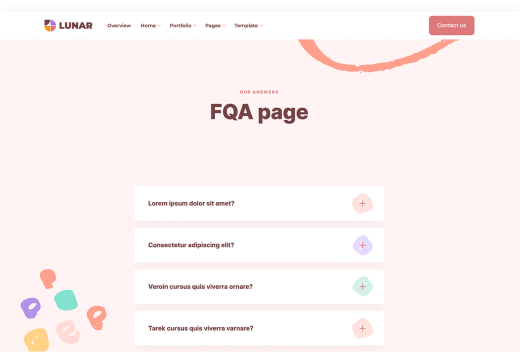 LUNAR
Overview Home Portfolio Pages Template
Contact us
OUR ANSWERS
FQA page
Lorem ipsum dolor sit amet?
Consectetur adipiscing elit?
Veroin cursus quis viverra ornare?
Tarek cursus quis viverra varnare?